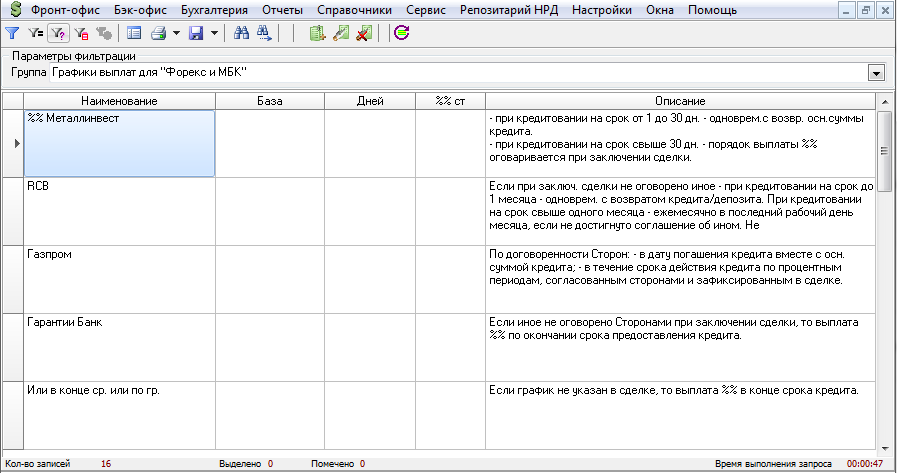 Фронт-офис Бэк-офис Бухгалтерия Отчеты Справочники Сервис Репозитарий НРД Настройки Окна Помощь
Параметры Фильтрации
Группа Графики выплат для "Форекс и МБК"
Наименование База Дней %% ст Описание
%% Металлинвест
- при кредитовании на срок от 1 до 30 дн. - одноврем.с возвр. осн.суммы
кредита.
- при кредитовании на срок свыше 30 дн. - порядок выплаты %%
оговаривается при заключении сделки.
RCB
Если при заключ. сделки не оговорено иное - при кредитовании на срок до
1 месяца - одноврем. с возвратом кредита/депозита. При кредитовании
на срок свыше одного месяца - ежемесячно в последний рабочий день
месяца, если не достигнуто соглашение об ином. Не
Газпром
По договоренности Сторон: - в дату погашения кредита вместе с осн.
суммой кредита; - в течение срока действия кредита по процентным
периодам, согласованным сторонами и зафиксированным в сделке.
Гарантии Банк
Если иное не оговорено Сторонами при заключении сделки, то выплата
%% по окончании срока предоставления кредита.
Или в конце ср. или по гр.
Если график не указан в сделке, то выплата %% в конце срока кредита.
Кол-во записей 16 Выделено 0 Помечено 0 Время выполнения запроса 00:00:47